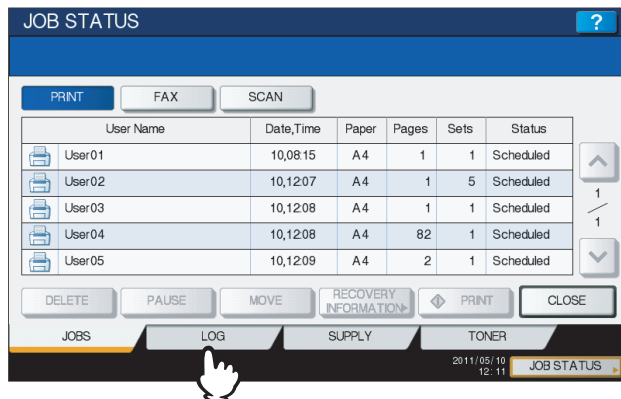 JOB STATUS ?
PRINT FAX SCAN
User Name Date,Time Paper Pages Sets Status
User01 10,08:15 A4 1 1 Scheduled
User02 10,12:07 A4 1 5 Scheduled
User03 10,12:08 A4 1 1 Scheduled
User04 10,12:08 A4 82 1 Scheduled
User05 10,12:09 A4 2 1 Scheduled
1
1
DELETE PAUSE MOVE RECOVERY INFORMATION PRINT CLOSE
JOBS LOG SUPPLY TONER
2011/05/10
12:11
JOB STATUS